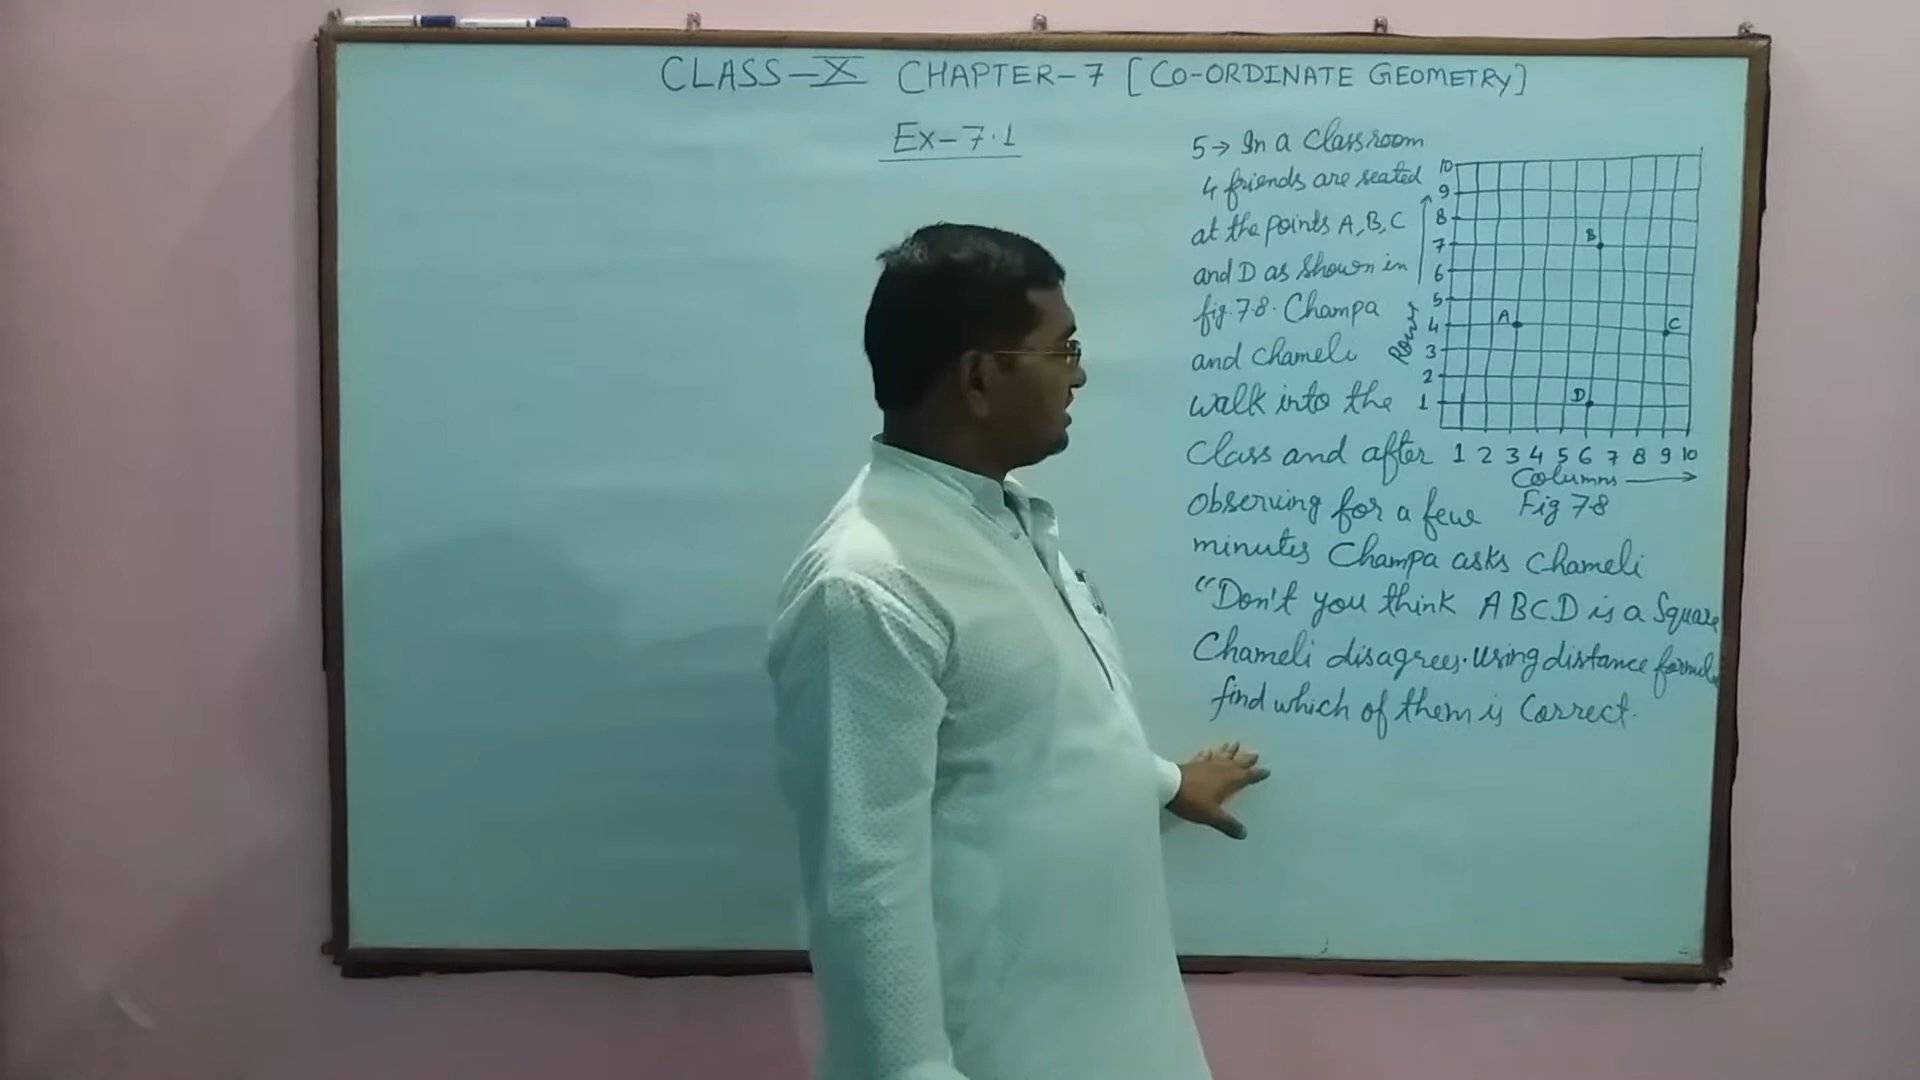 CLASS-X CHAPTER-7 [CO-ORDINATE GEOMETRY]
Ex-7.1
5→ In a Classroom
4 friends are seated
at the points A,B,C
and D as shown in
fig.7.8. Champa
and chameli
walk into the
Class and after
observing for a few
minutes Champa asks Chameli
"Don't you think ABCD is a Square
Chameli disagrees. Using distance formula
find which of them is Correct.
10
9
8
7
6
5
4
3
2
1
Rows
B
A
C
D
1 2 3 4 5 6 7 8 9 10
Columns →
Fig 7.8